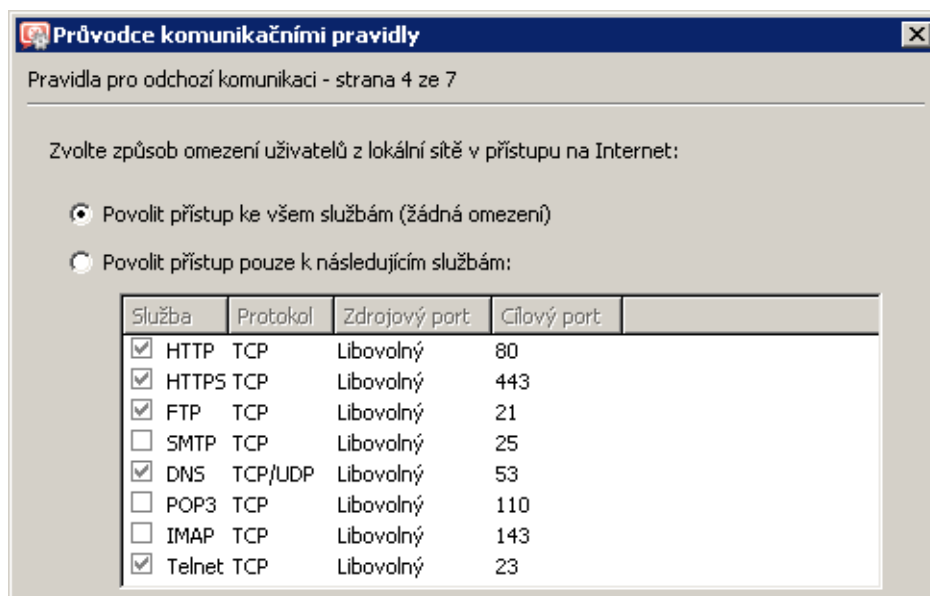 Průvodce komunikačními pravidly
Pravidla pro odchozí komunikaci - strana 4 ze 7
Zvolte způsob omezení uživatelů z lokální sítě v přístupu na Internet:
Povolit přístup ke všem službám (žádná omezení)
Povolit přístup pouze k následujícím službám:
Služba Protokol Zdrojový port Cílový port
HTTP TCP Libovolný 80
HTTPS TCP Libovolný 443
FTP TCP Libovolný 21
SMTP TCP Libovolný 25
DNS TCP/UDP Libovolný 53
POP3 TCP Libovolný 110
IMAP TCP Libovolný 143
Telnet TCP Libovolný 23